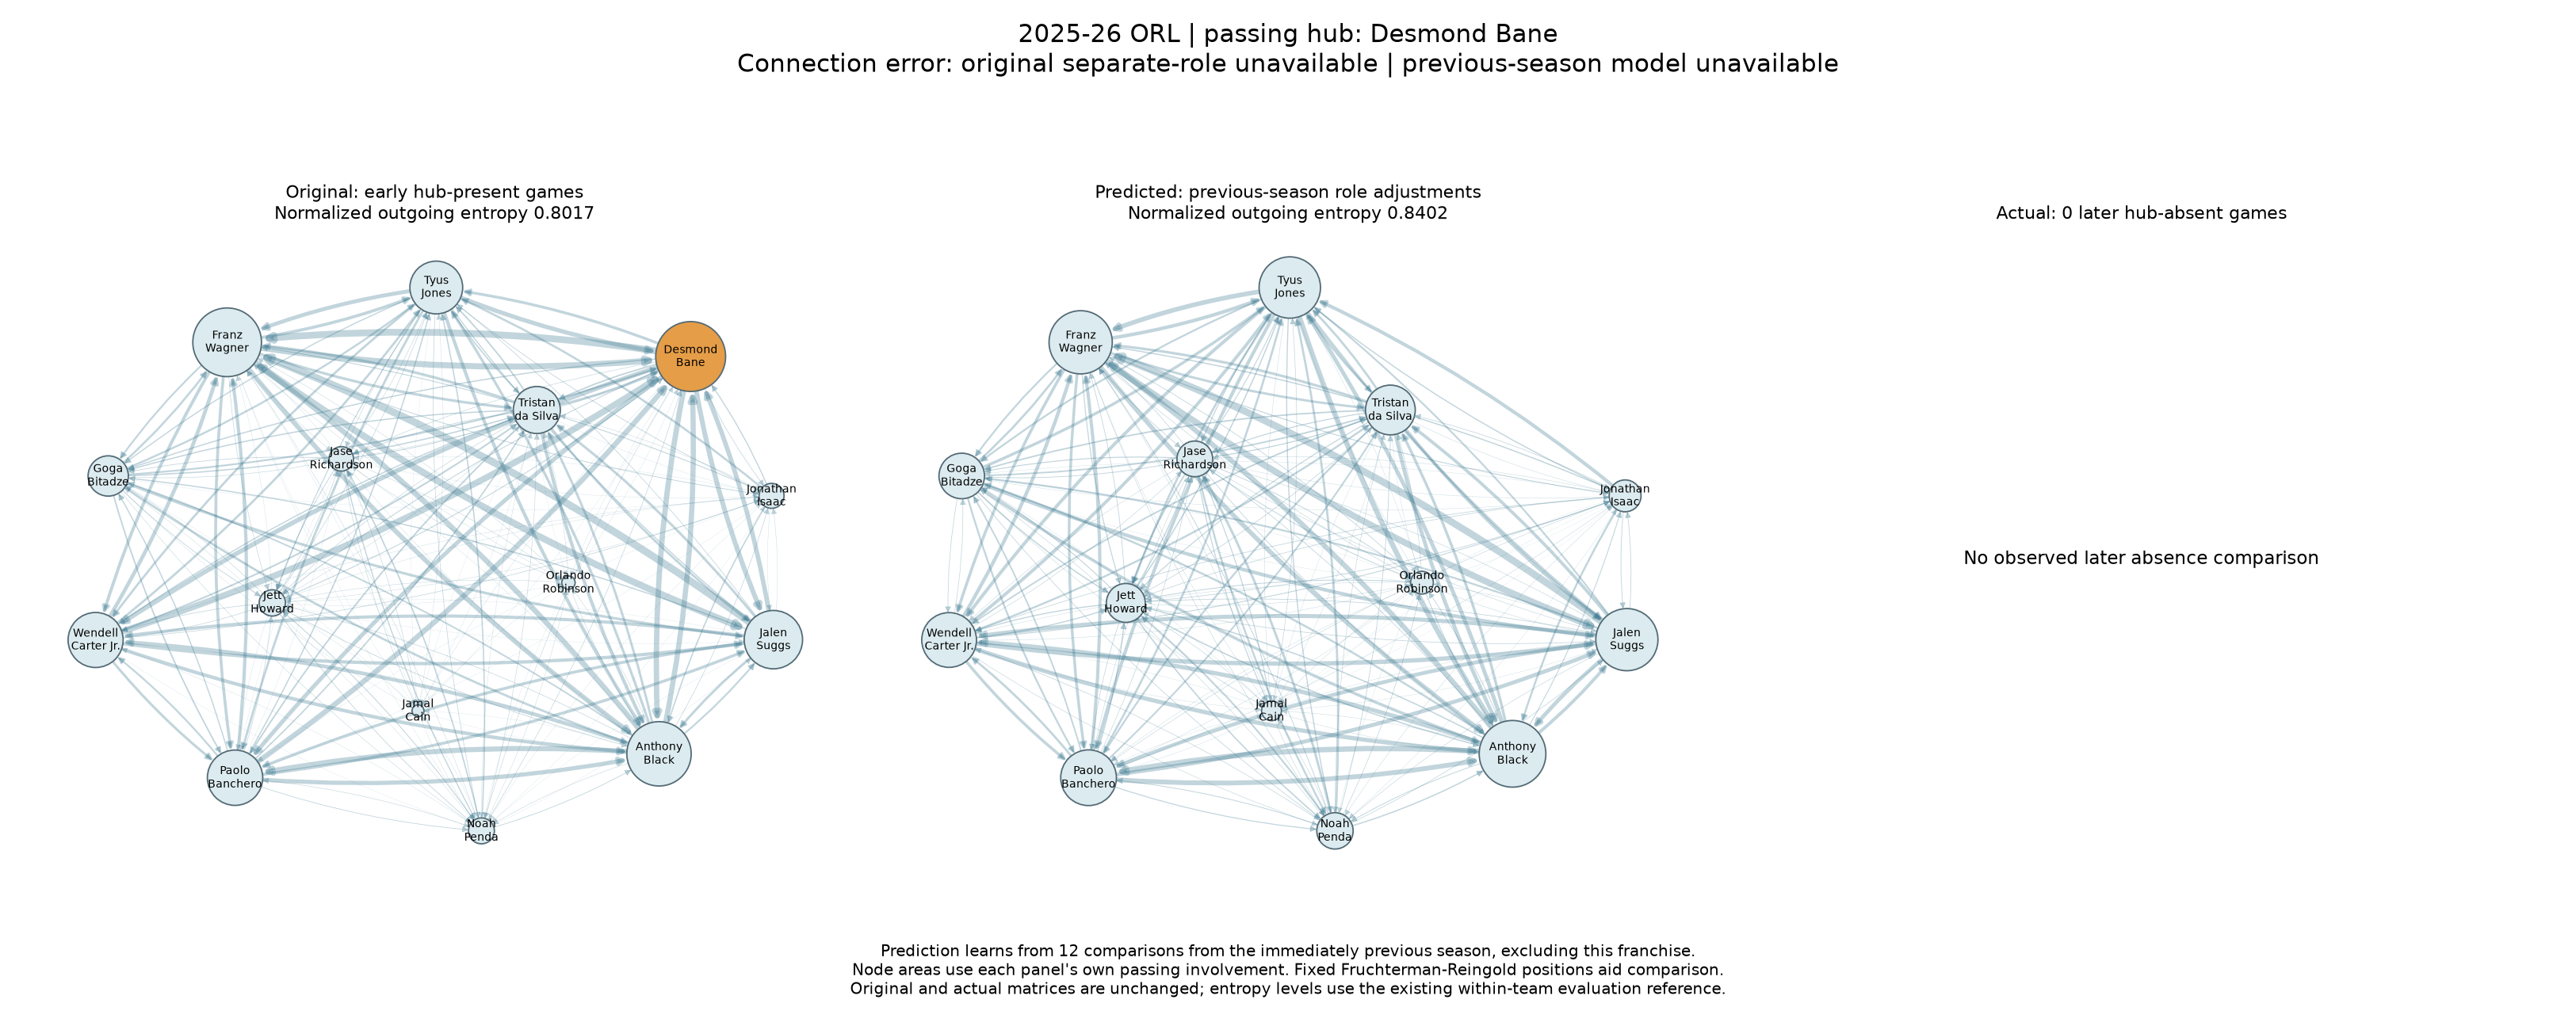 2025-26 ORL | passing hub: Desmond Bane
Connection error: original separate-role unavailable | previous-season model unavailable
Original: early hub-present games
Normalized outgoing entropy 0.8017
Tyus
Jones
Franz
Wagner
Desmond
Bane
Tristan
da Silva
Jase
Richardson
Goga
Bitadze
Jonathan
Isaac
Orlando
Robinson
Jett
Howard
Wendell
Carter Jr.
Jalen
Suggs
Jamal
Cain
Anthony
Black
Paolo
Banchero
Noah
Penda
Predicted: previous-season role adjustments
Normalized outgoing entropy 0.8402
Tyus
Jones
Franz
Wagner
Tristan
da Silva
Jase
Richardson
Goga
Bitadze
Jonathan
Isaac
Orlando
Robinson
Jett
Howard
Wendell
Carter Jr.
Jalen
Suggs
Jamal
Cain
Anthony
Black
Paolo
Banchero
Noah
Penda
Actual: 0 later hub-absent games
No observed later absence comparison
Prediction learns from 12 comparisons from the immediately previous season, excluding this franchise.
Node areas use each panel's own passing involvement. Fixed Fruchterman-Reingold positions aid comparison.
Original and actual matrices are unchanged; entropy levels use the existing within-team evaluation reference.